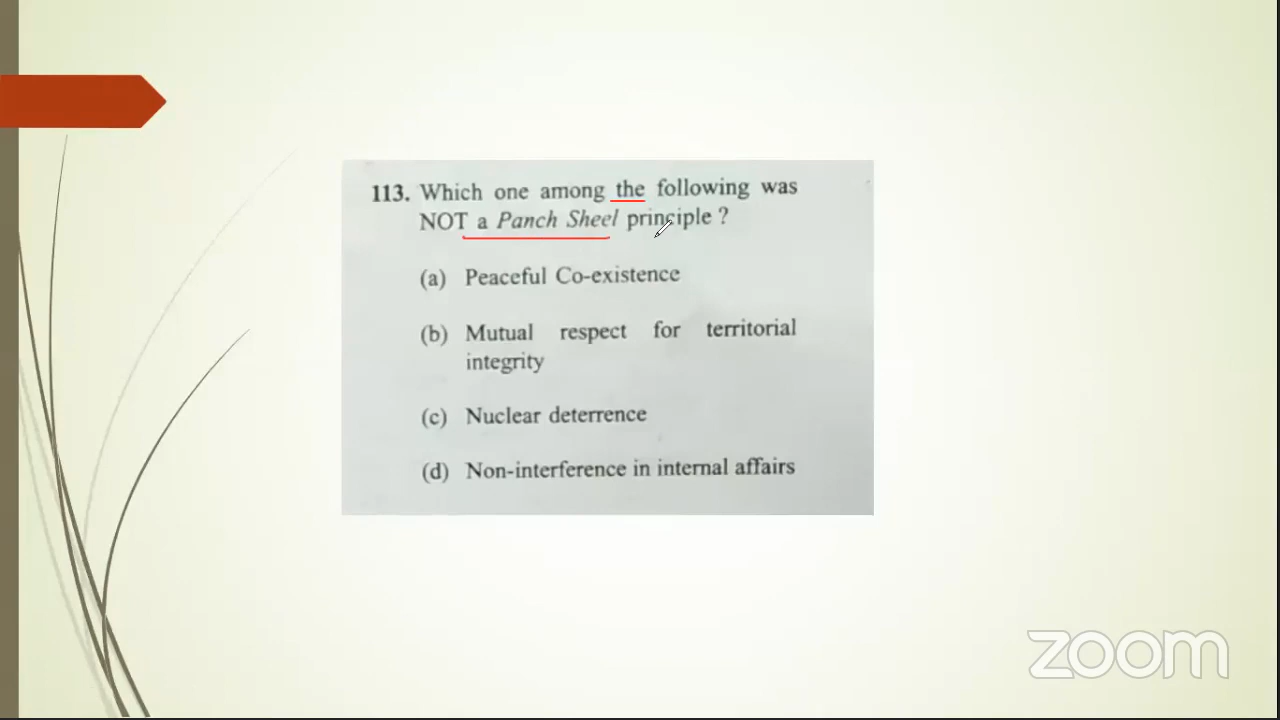 113. Which one among the following was
NOT a Panch Sheel principle ?
(a) Peaceful Co-existence
(b) Mutual respect for territorial
integrity
(c) Nuclear deterrence
(d) Non-interference in internal affairs
zoom